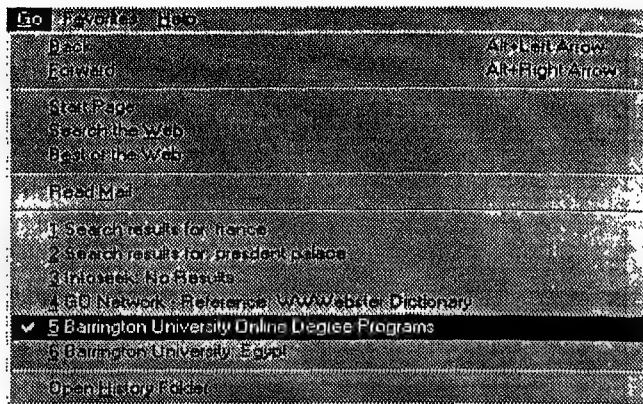 Go Favorites Help
Back Alt+Left Arrow
Forward Alt+Right Arrow
Start Page
Search the Web
Best of the Web
Read Mail
1 Search results for: france
2 Search results for: presdent palace
3 Infoseek: No Results
4 GO Network - Reference: WWWebster Dictionary
✓ 5 Barrington University Online Degree Programs
6 Barrington University: Egypt
Open History Folder